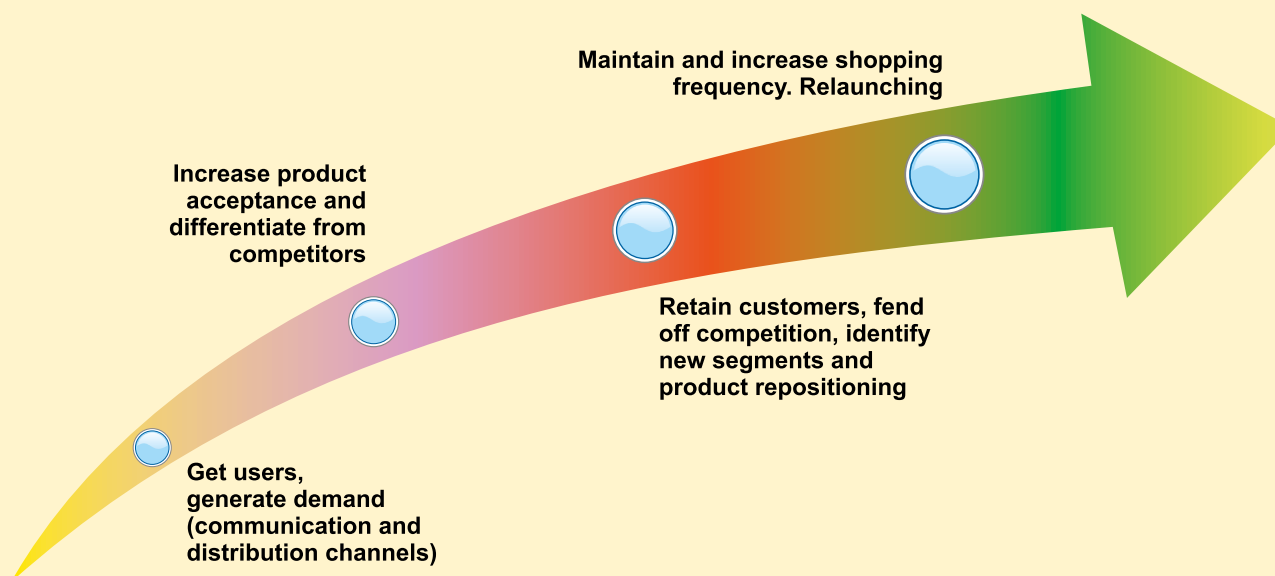 Maintain and increase shopping
frequency. Relaunching
Increase product
acceptance and
differentiate from
competitors
Retain customers, fend
off competition, identify
new segments and
product repositioning
Get users,
generate demand
(communication and
distribution channels)